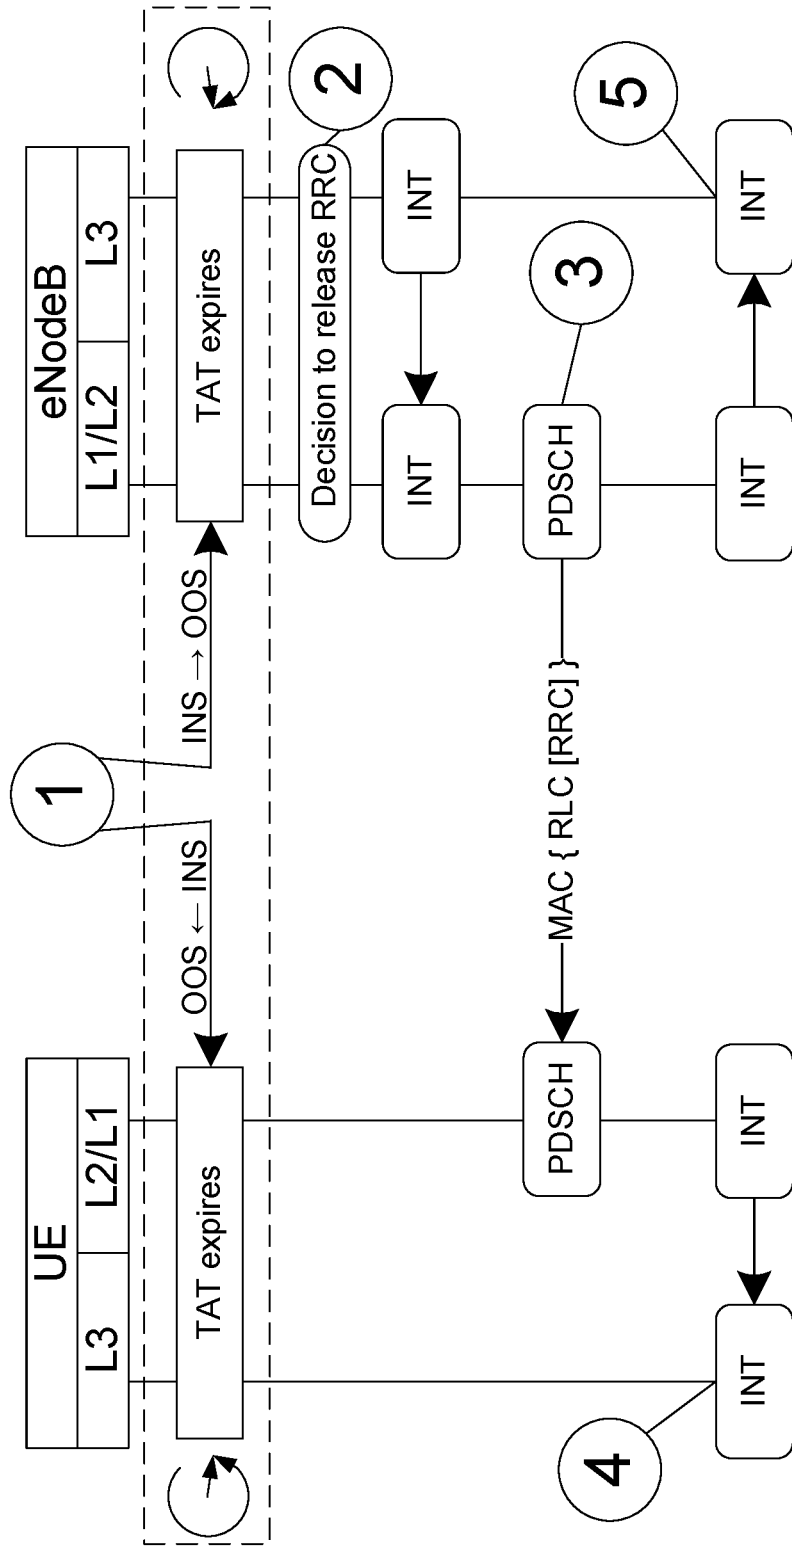 1
UE
eNodeB
L3
L2/L1
L1/L2
L3
TAT expires
OOS ← INS
INS → OOS
TAT expires
2
Decision to release RRC
INT
INT
3
PDSCH
MAC { RLC [RRC] }
PDSCH
4
5
INT
INT
INT
INT